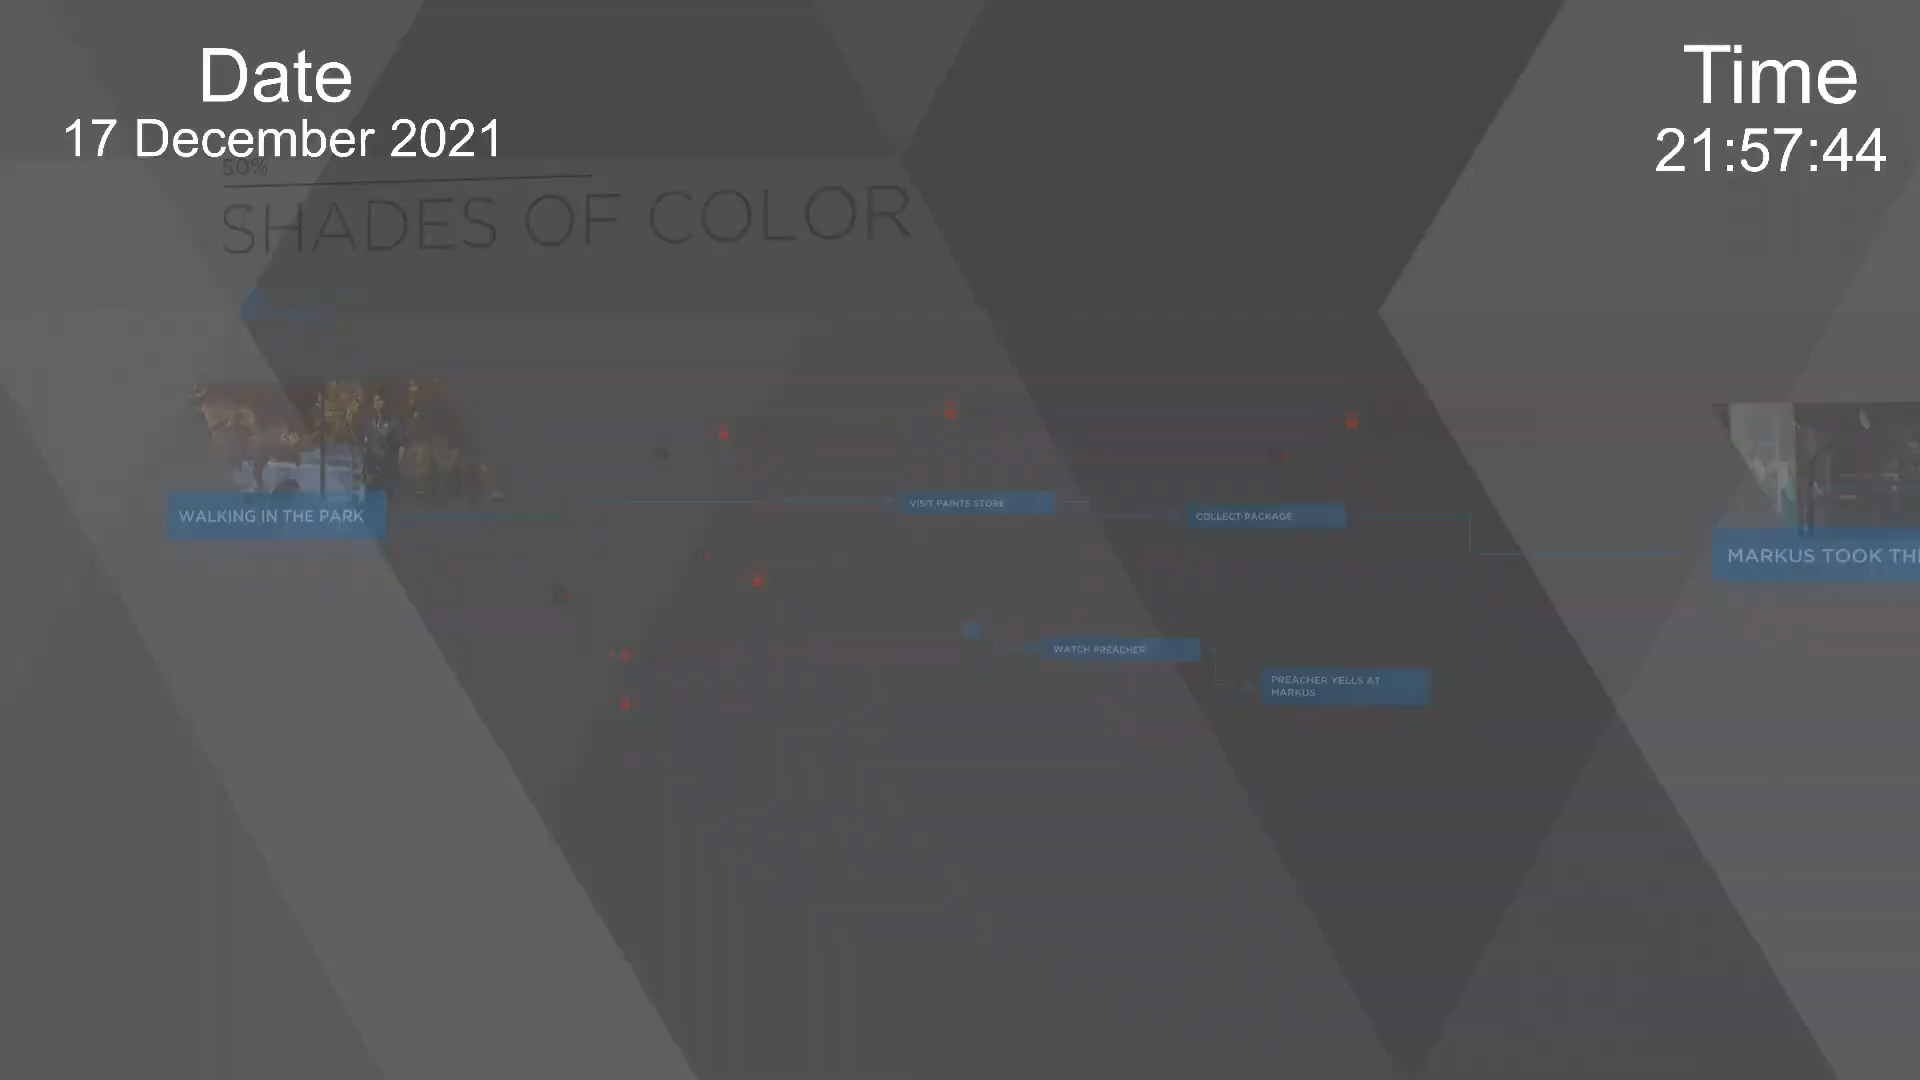 Date
17 December 2021
Time
21:57:44
50%
SHADES OF COLOR
WALKING IN THE PARK
VISIT PAINTS STORE
COLLECT PACKAGE
MARKUS TOOK
WATCH PREACHER
PREACHER YELLS AT
MARKUS